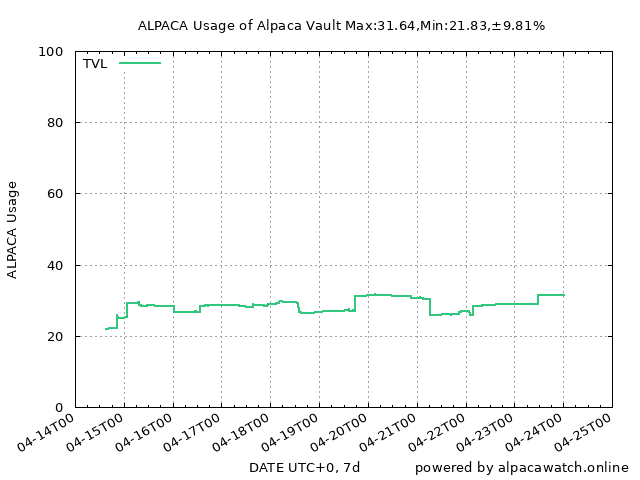 ALPACA Usage of Alpaca Vault Max:31.64,Min:21.83,±9.81%
TVL
100
80
60
40
20
0
ALPACA Usage
04-14T00
04-15T00
04-16T00
04-17T00
04-18T00
04-19T00
04-20T00
04-21T00
04-22T00
04-23T00
04-24T00
04-25T00
DATE UTC+0, 7d
powered by alpacawatch.online